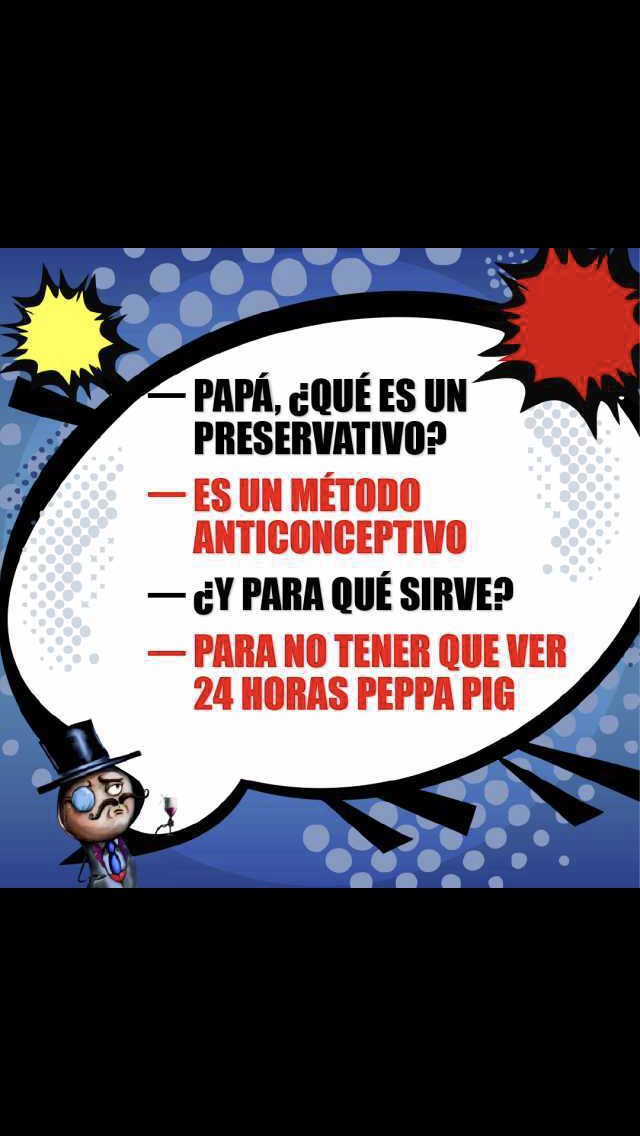 — PAPÁ, ¿QUÉ ES UN
PRESERVATIVO?
— ES UN MÉTODO
ANTICONCEPTIVO
— ¿Y PARA QUÉ SIRVE?
— PARA NO TENER QUE VER
24 HORAS PEPPA PIG